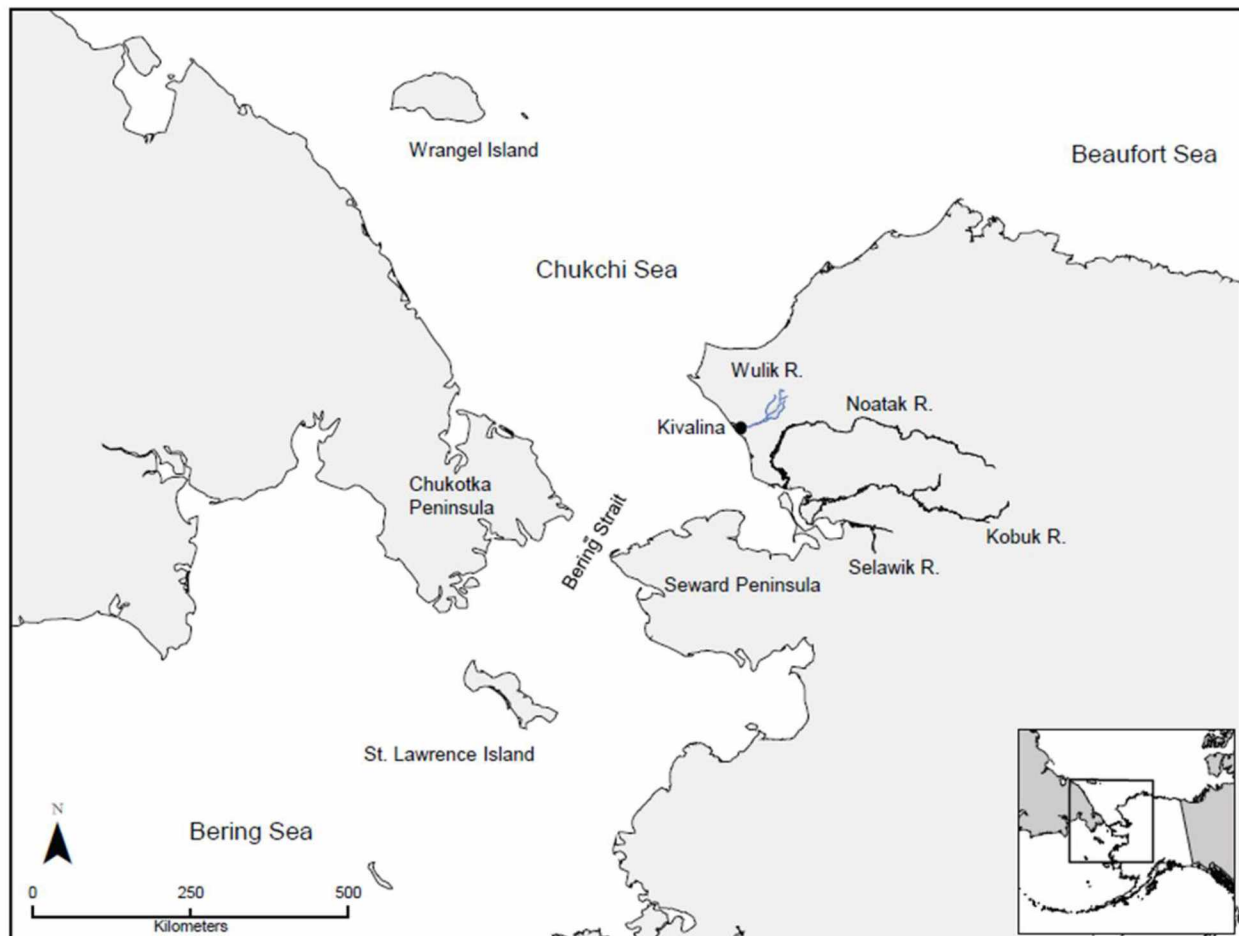 Wrangel Island
Beaufort Sea
Chukchi Sea
Wulik R.
Noatak R.
Kivalina
Chukotka
Peninsula
Bering Strait
Kobuk R.
Selawik R.
Seward Peninsula
St. Lawrence Island
Bering Sea
N
0 250 500
Kilometers